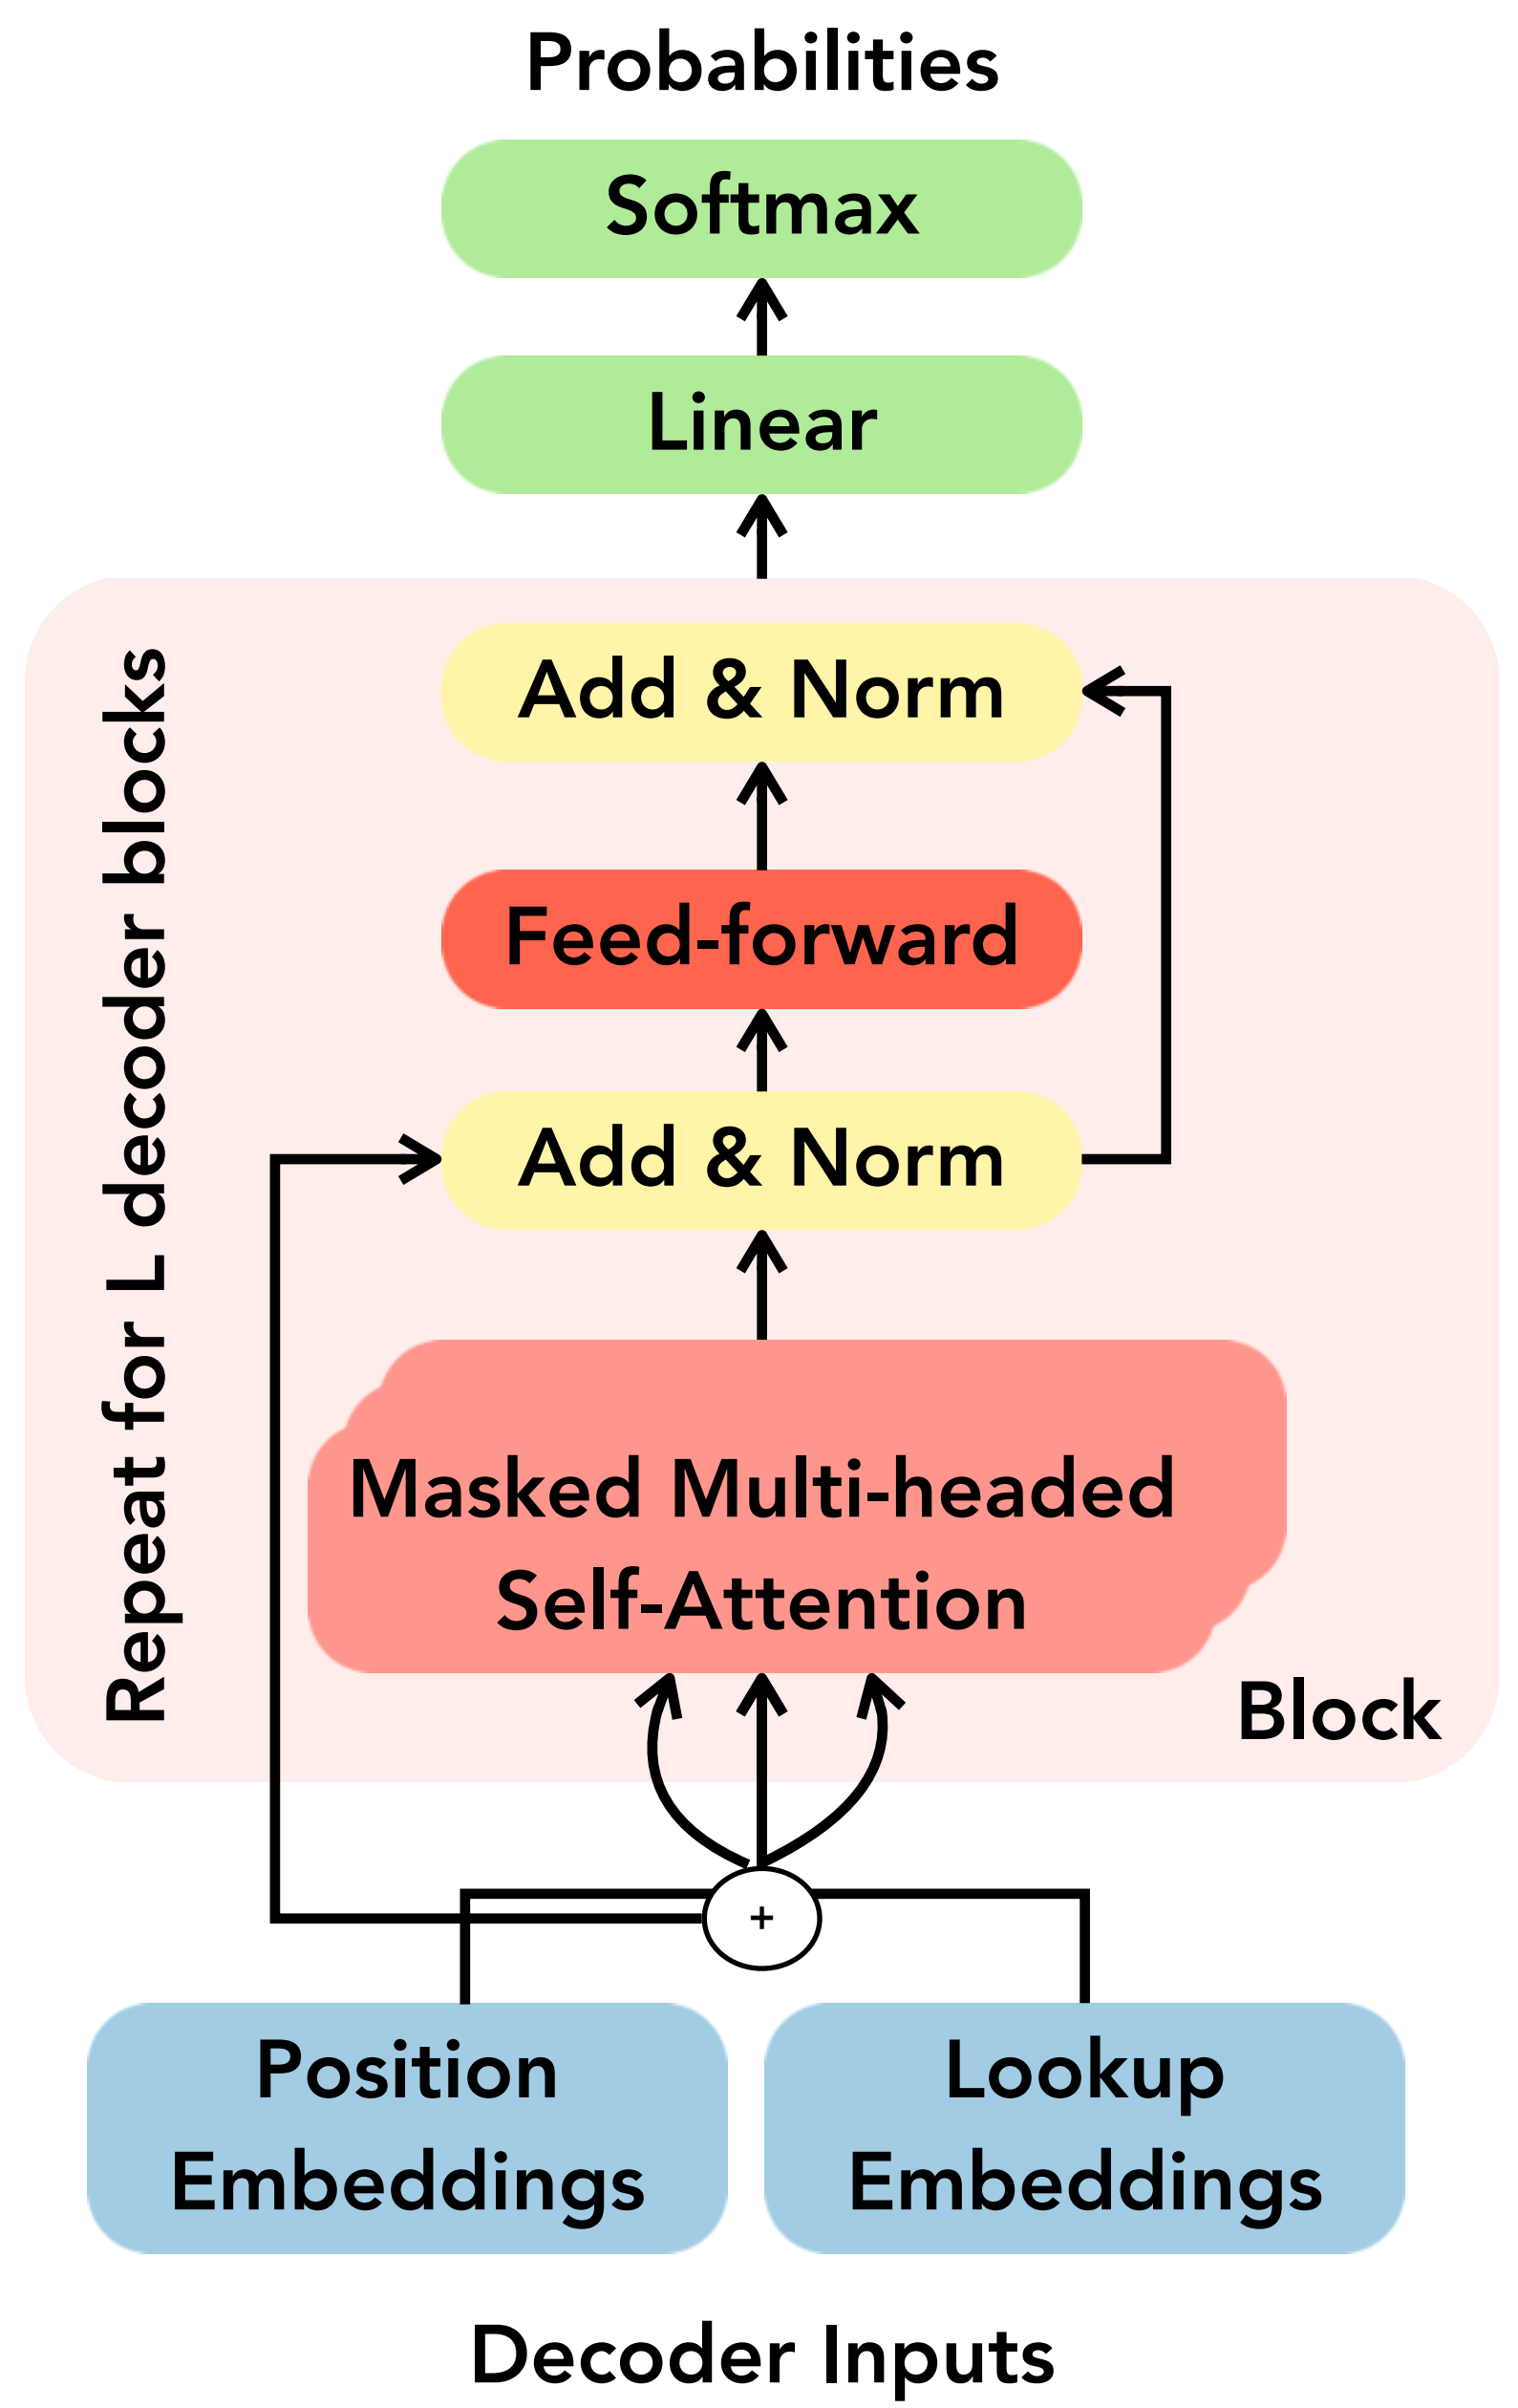 Probabilities
Softmax
Linear
Add & Norm
Feed-forward
Add & Norm
Repeat for L decoder blocks
Masked Multi-headed
Self-Attention
Block
+
Position
Embeddings
Lookup
Embeddings
Decoder Inputs